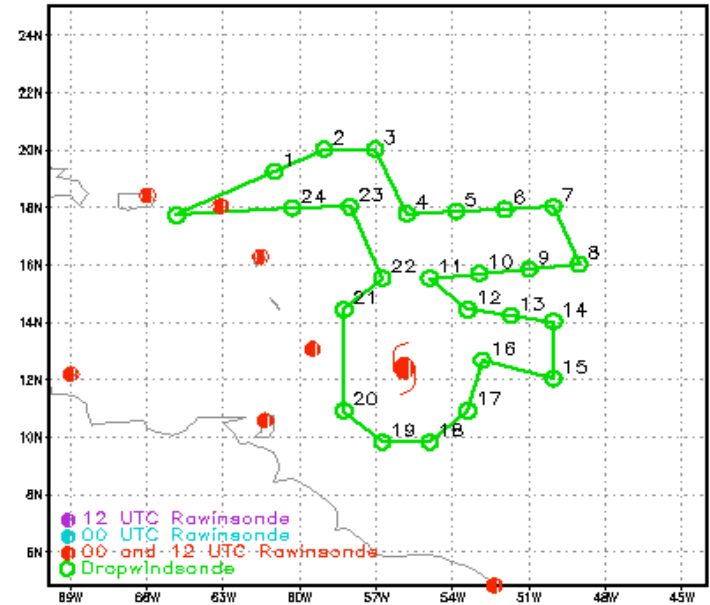 24N
22N
20N
18N
16N
14N
12N
10N
8N
6N
1
2
3
24
23
4
5
6
7
22
11
10
9
8
21
12
13
14
16
15
20
19
18
17
12 UTC Rawinsonde
00 UTC Rawinsonde
00 and 12 UTC Rawinsonde
Dropwindsonde
69W 66W 63W 60W 57W 54W 51W 48W 45W